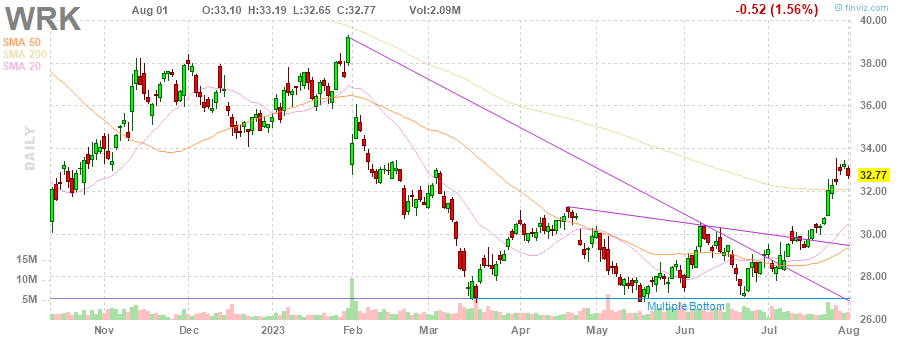 WRK Aug 01 O:33.10 H:33.19 L:32.65 C:32.77 Vol:2.09M -0.52 (1.56%)
© finviz.com
SMA 50
SMA 200
SMA 20
DAILY
40.00
38.00
36.00
34.00
32.77
32.00
30.00
28.00
26.00
15M
10M
5M
Multiple Bottom
Nov Dec 2023 Feb Mar Apr May Jun Jul Aug